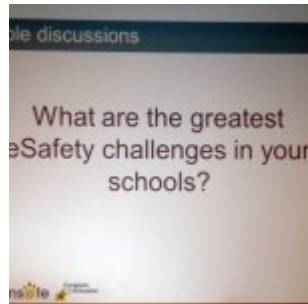 ble discussions
What are the greatest
eSafety challenges in your
schools?